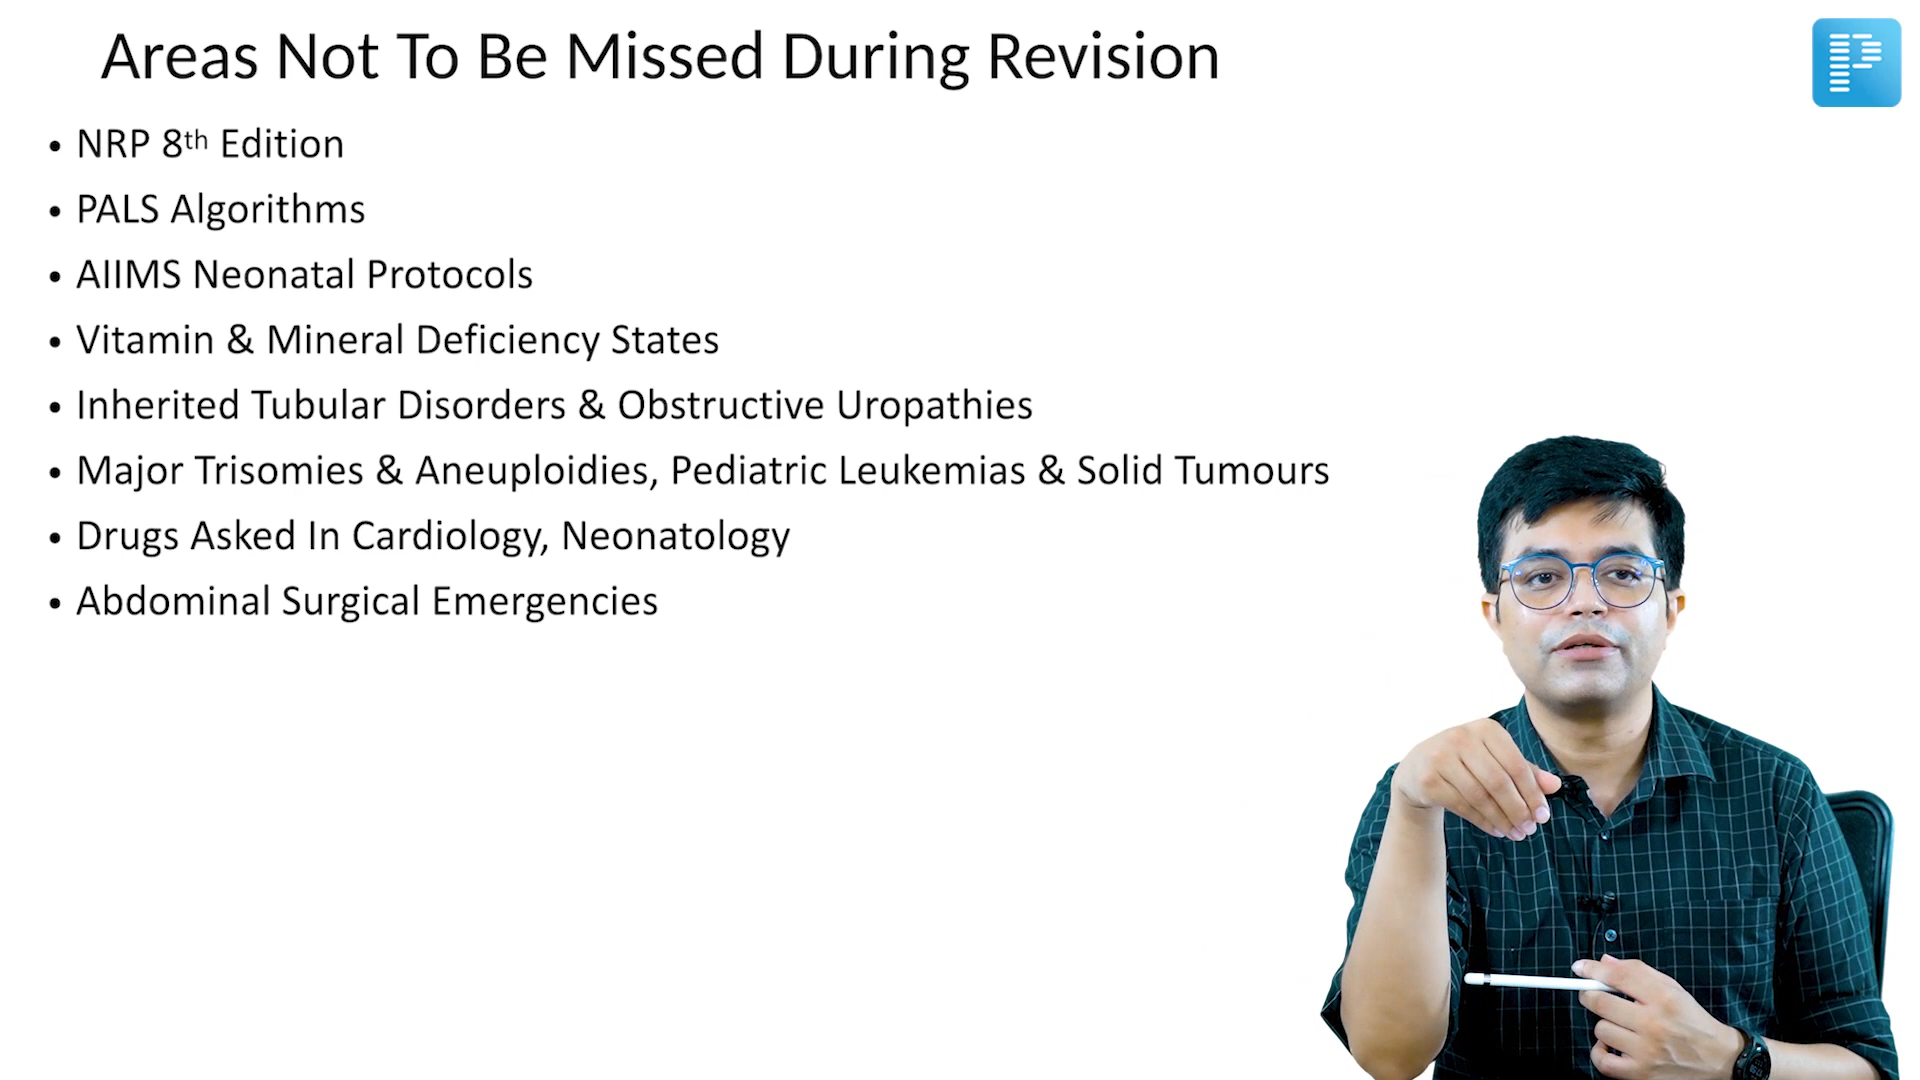 Areas Not To Be Missed During Revision
• NRP 8th Edition
• PALS Algorithms
• AIIMS Neonatal Protocols
• Vitamin & Mineral Deficiency States
• Inherited Tubular Disorders & Obstructive Uropathies
• Major Trisomies & Aneuploidies, Pediatric Leukemias & Solid Tumours
• Drugs Asked In Cardiology, Neonatology
• Abdominal Surgical Emergencies